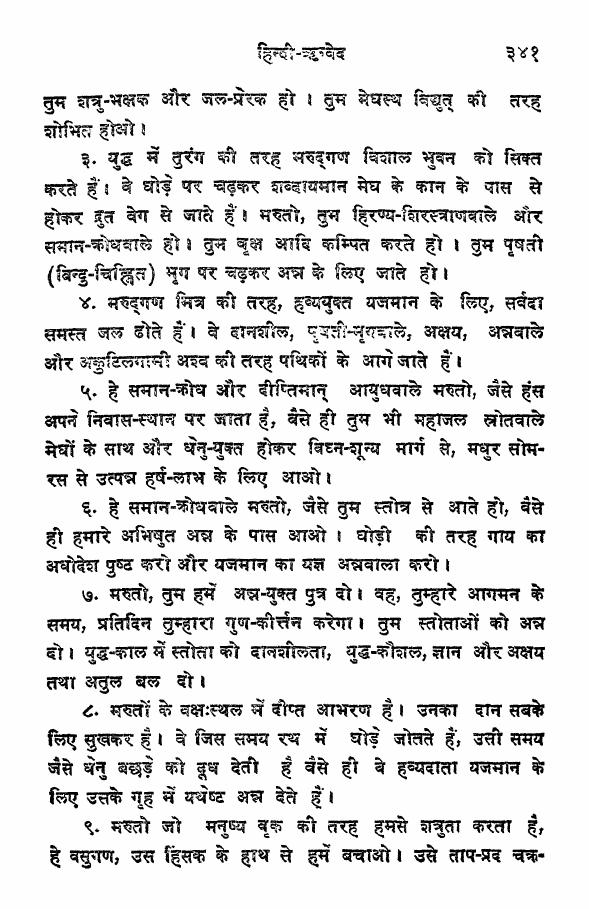 हिन्दी-ऋग्वेद ३४१
तुम शत्रु-भक्षक और जल-प्रेरक हो । तुम मेघस्थ विद्युत् की तरह
शोभित होओ ।
३. युद्ध में तुरंग की तरह मरुद्गण विशाल भुवन को सिक्त
करते हैं। वे घोड़े पर चढ़कर शब्दायमान मेघ के कान के पास से
होकर द्रुत वेग से जाते हैं। मरुतो, तुम हिरण्य-शिरस्त्राणवाले और
समान-क्रोधवाले हो। तुम वृक्ष आदि कम्पित करते हो । तुम पृषती
(बिन्दु-चिह्नित) मृग पर चढ़कर अन्न के लिए जाते हो।
४. मरुद्गण मित्र की तरह, हव्ययुक्त यजमान के लिए, सर्वदा
समस्त जल ढोते हैं। वे दानशील, पृषती-मृगवाले, अक्षय, अन्नवाले
और अकुटिलगामी अश्व की तरह पथिकों के आगे जाते हैं।
५. हे समान-क्रोध और दीप्तिमान् आयुधवाले मरुतो, जैसे हंस
अपने निवास-स्थान पर जाता है, वैसे ही तुम भी महाजल स्रोतवाले
मेघों के साथ और धेनु-युक्त होकर विघ्न-शून्य मार्ग से, मधुर सोम-
रस से उत्पन्न हर्ष-लाभ के लिए आओ।
६. हे समान-क्रोधवाले मरुतो, जैसे तुम स्तोत्र से आते हो, वैसे
ही हमारे अभिषुत अन्न के पास आओ । घोड़ी की तरह गाय का
अधोदेश पुष्ट करो और यजमान का यज्ञ अन्नवाला करो।
७. मरुतो, तुम हमें अन्न-युक्त पुत्र दो। वह, तुम्हारे आगमन के
समय, प्रतिदिन तुम्हारा गुण-कीर्त्तन करेगा। तुम स्तोताओं को अन्न
दो। युद्ध-काल में स्तोता को दानशीलता, युद्ध-कौशल, ज्ञान और अक्षय
तथा अतुल बल दो।
८. मरुतों के वक्षःस्थल में दीप्त आभरण है। उनका दान सबके
लिए सुखकर है। वे जिस समय रथ में घोड़े जोतते हैं, उसी समय
जैसे धेनु बछड़े को दूध देती है वैसे ही वे हव्यदाता यजमान के
लिए उसके गृह में यथेष्ट अन्न देते हैं।
९. मरुतो जो मनुष्य वृक की तरह हमसे शत्रुता करता है,
हे वसुगण, उस हिंसक के हाथ से हमें बचाओ। उसे ताप-प्रद चक्र-